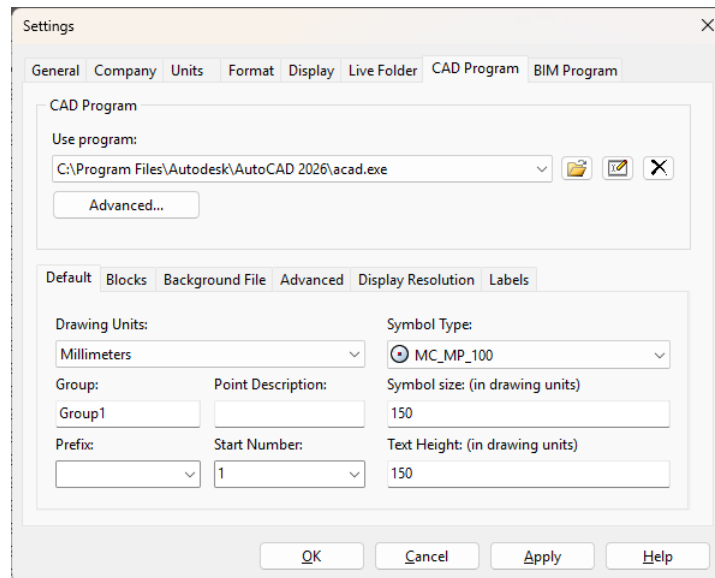 Settings
General Company Units Format Display Live Folder CAD Program BIM Program
CAD Program
Use program:
C:\Program Files\Autodesk\AutoCAD 2026\acad.exe
Advanced...
Default Blocks Background File Advanced Display Resolution Labels
Drawing Units: Symbol Type:
Millimeters MC_MP_100
Group: Point Description: Symbol size: (in drawing units)
Group1 150
Prefix: Start Number: Text Height: (in drawing units)
1 150
OK Cancel Apply Help